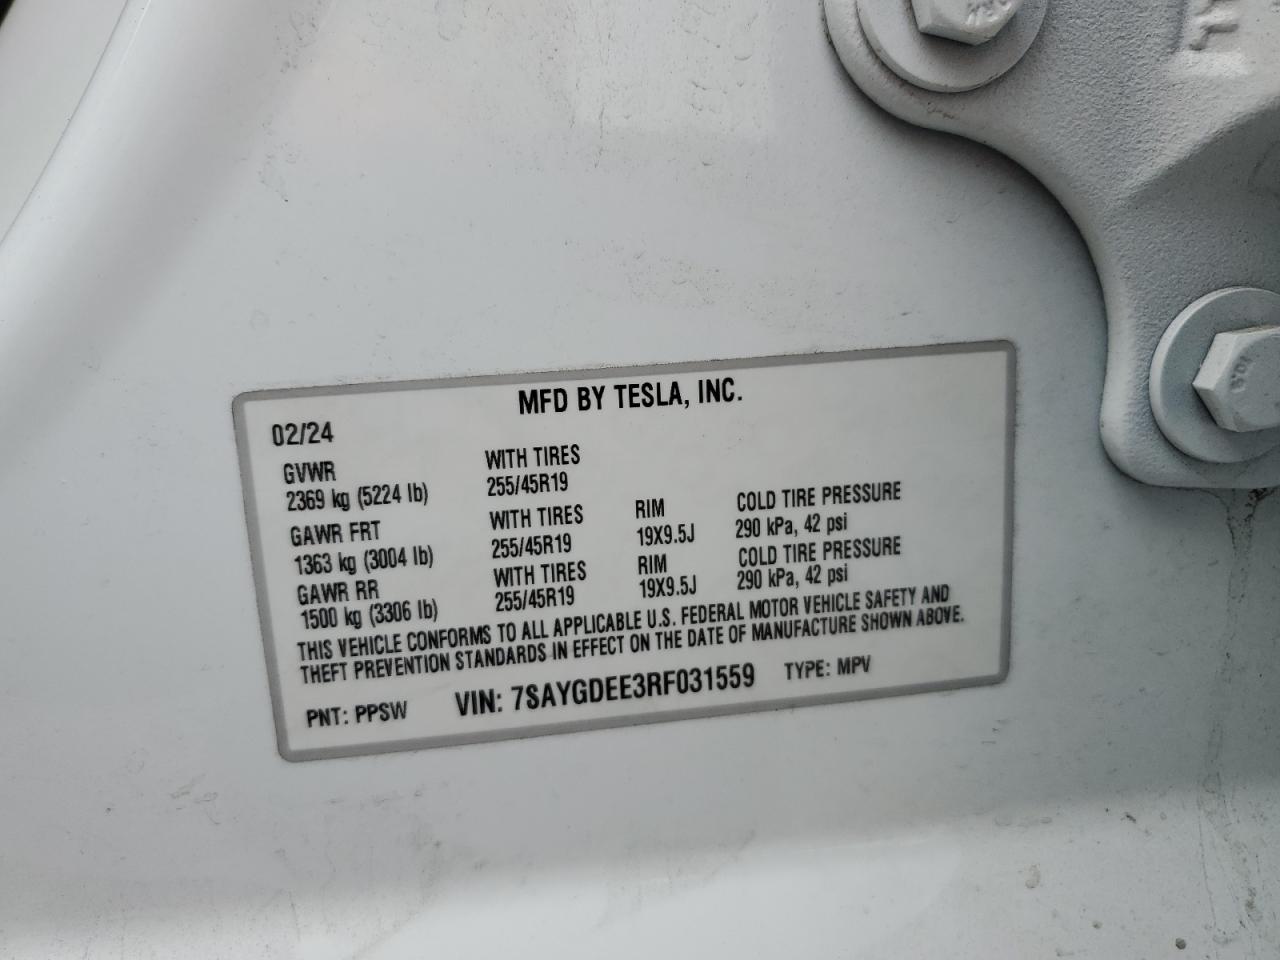 MFD BY TESLA, INC.
02/24
GVWR WITH TIRES
2369 kg (5224 lb) 255/45R19
GAWR FRT WITH TIRES RIM COLD TIRE PRESSURE
1363 kg (3004 lb) 255/45R19 19X9.5J 290 kPa, 42 psi
GAWR RR WITH TIRES RIM COLD TIRE PRESSURE
1500 kg (3306 lb) 255/45R19 19X9.5J 290 kPa, 42 psi
THIS VEHICLE CONFORMS TO ALL APPLICABLE U.S. FEDERAL MOTOR VEHICLE SAFETY AND
THEFT PREVENTION STANDARDS IN EFFECT ON THE DATE OF MANUFACTURE SHOWN ABOVE.
PNT: PPSW VIN: 7SAYGDEE3RF031559 TYPE: MPV
10.9